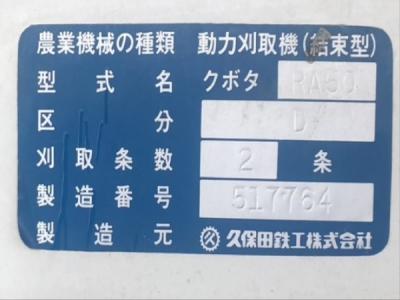 農業機械の種類 動力刈取機(結束型)
型式名 クボタ RA50
区分 D
刈取条数 2 条
製造番号 517764
製造元 久保田鉄工株式会社